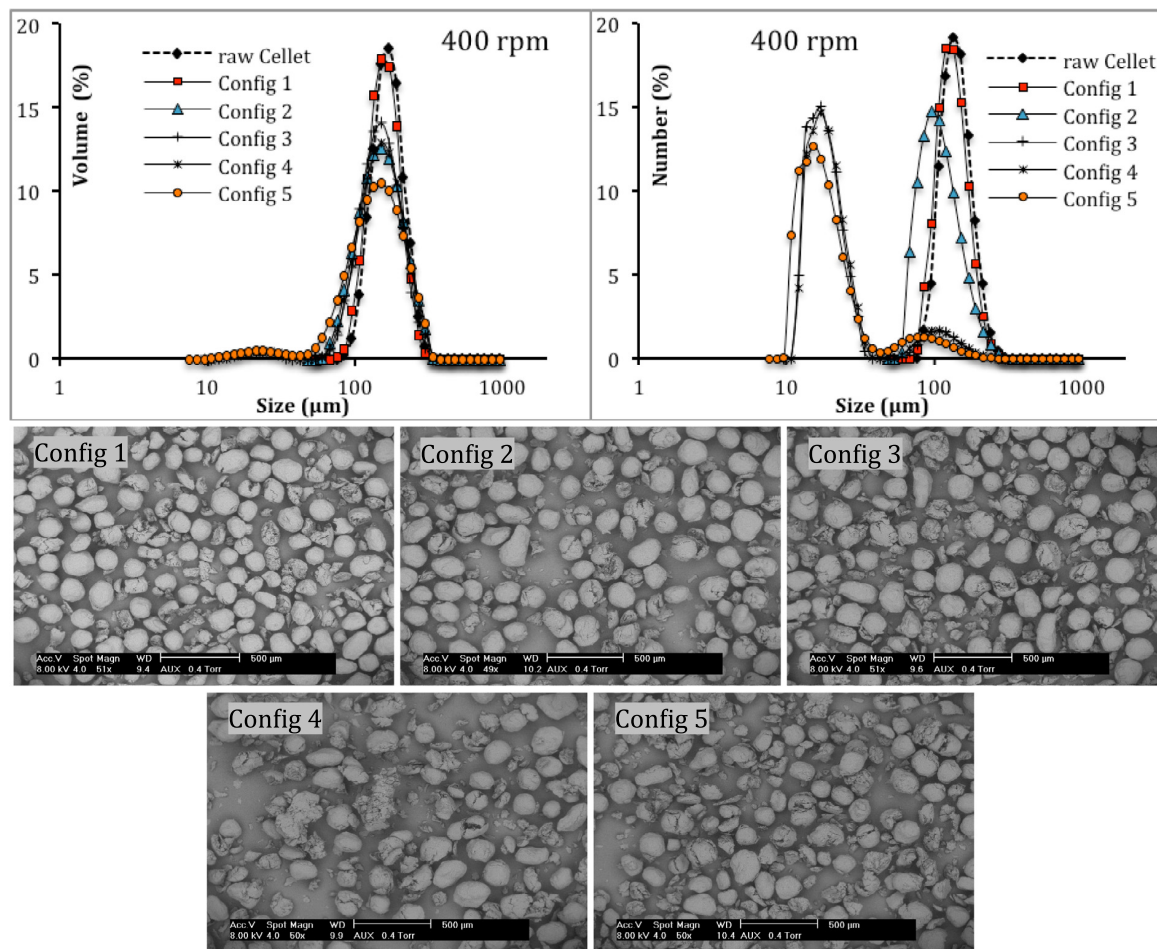 400 rpm
Volume (%)
20
15
10
5
0
1
10
100
1000
Size (µm)
raw Cellet
Config 1
Config 2
Config 3
Config 4
Config 5
400 rpm
Number (%)
20
15
10
5
0
1
10
100
1000
Size (µm)
raw Cellet
Config 1
Config 2
Config 3
Config 4
Config 5
Config 1
Acc.V Spot Magn WD 500 µm
8.00 kV 4.0 51x 9.4 AUX 0.4 Torr
Config 2
Acc.V Spot Magn WD 500 µm
8.00 kV 4.0 49x 10.2 AUX 0.4 Torr
Config 3
Acc.V Spot Magn WD 500 µm
8.00 kV 4.0 51x 9.6 AUX 0.4 Torr
Config 4
Acc.V Spot Magn WD 500 µm
8.00 kV 4.0 50x 9.9 AUX 0.4 Torr
Config 5
Acc.V Spot Magn WD 500 µm
8.00 kV 4.0 50x 10.4 AUX 0.4 Torr